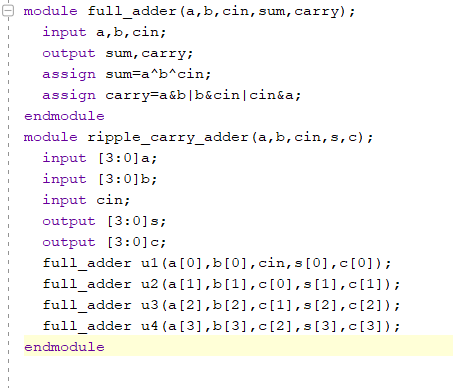 module full_adder(a,b,cin,sum,carry);
input a,b,cin;
output sum,carry;
assign sum=a^b^cin;
assign carry=a&b|b&cin|cin&a;
endmodule
module ripple_carry_adder(a,b,cin,s,c);
input [3:0]a;
input [3:0]b;
input cin;
output [3:0]s;
output [3:0]c;
full_adder u1(a[0],b[0],cin,s[0],c[0]);
full_adder u2(a[1],b[1],c[0],s[1],c[1]);
full_adder u3(a[2],b[2],c[1],s[2],c[2]);
full_adder u4(a[3],b[3],c[2],s[3],c[3]);
endmodule